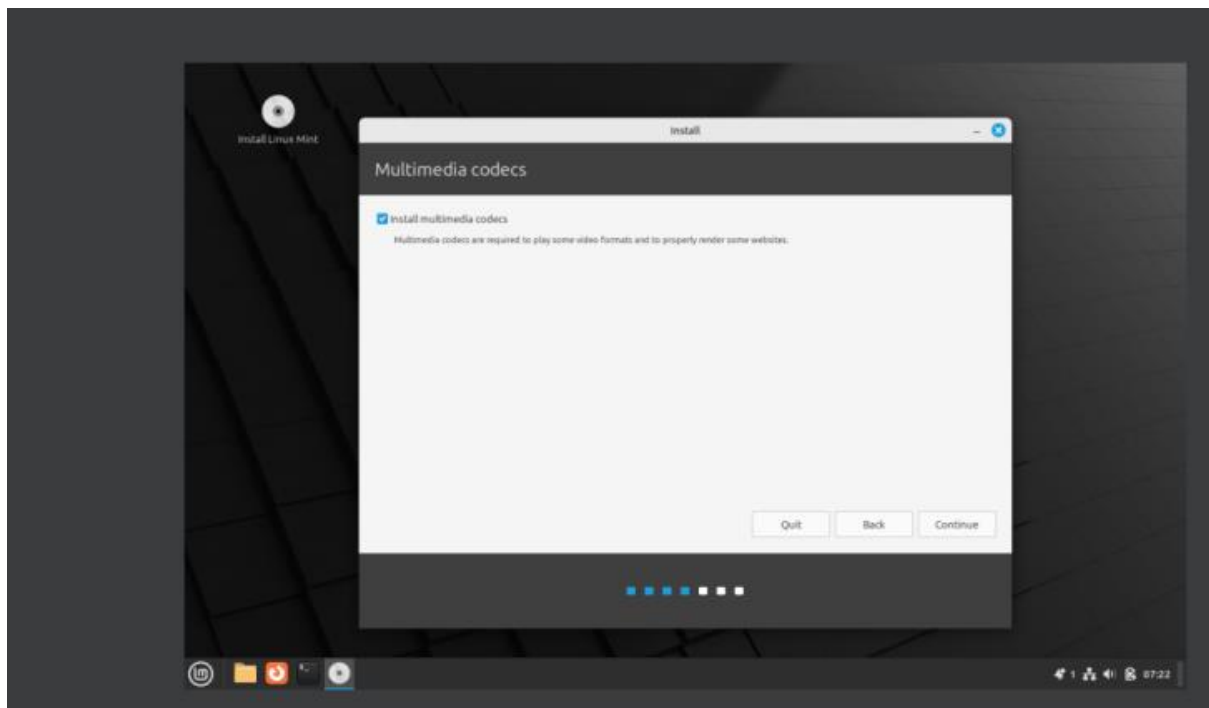 Install Linux Mint
Install
Multimedia codecs
Install multimedia codecs
Multimedia codecs are required to play some video formats and to properly render some websites.
Quit
Back
Continue
1
07:22